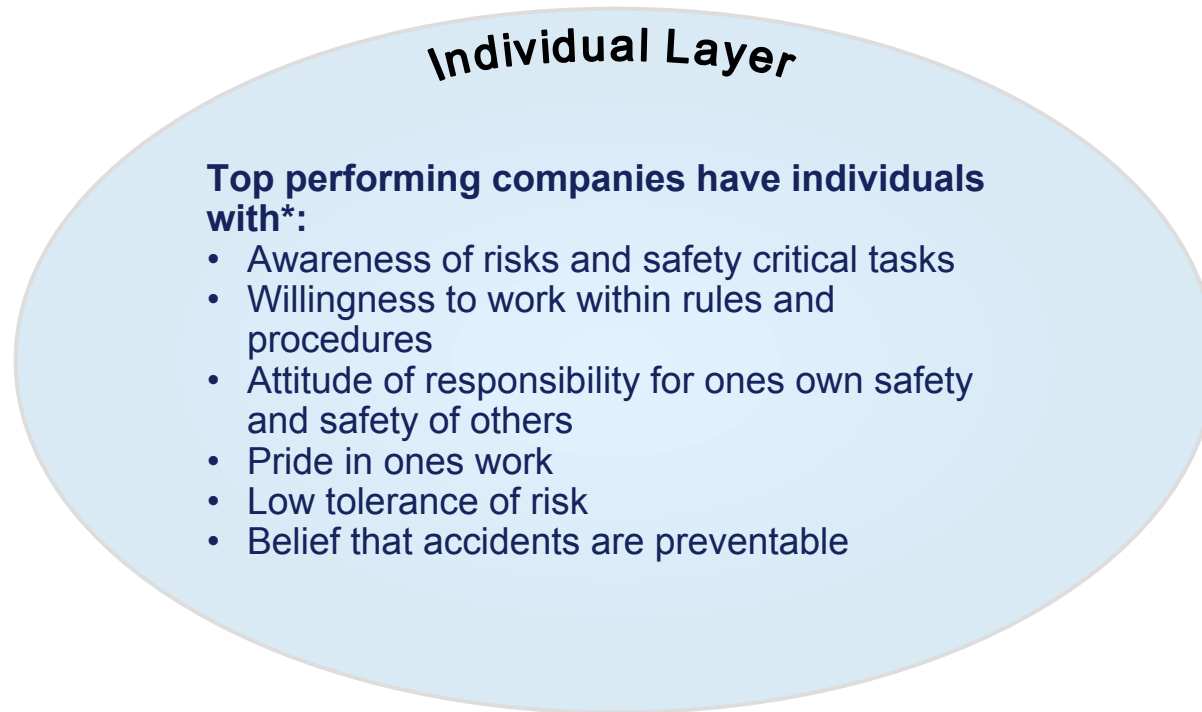 Individual Layer
Top performing companies have individuals
with*:
• Awareness of risks and safety critical tasks
• Willingness to work within rules and
procedures
• Attitude of responsibility for ones own safety
and safety of others
• Pride in ones work
• Low tolerance of risk
• Belief that accidents are preventable